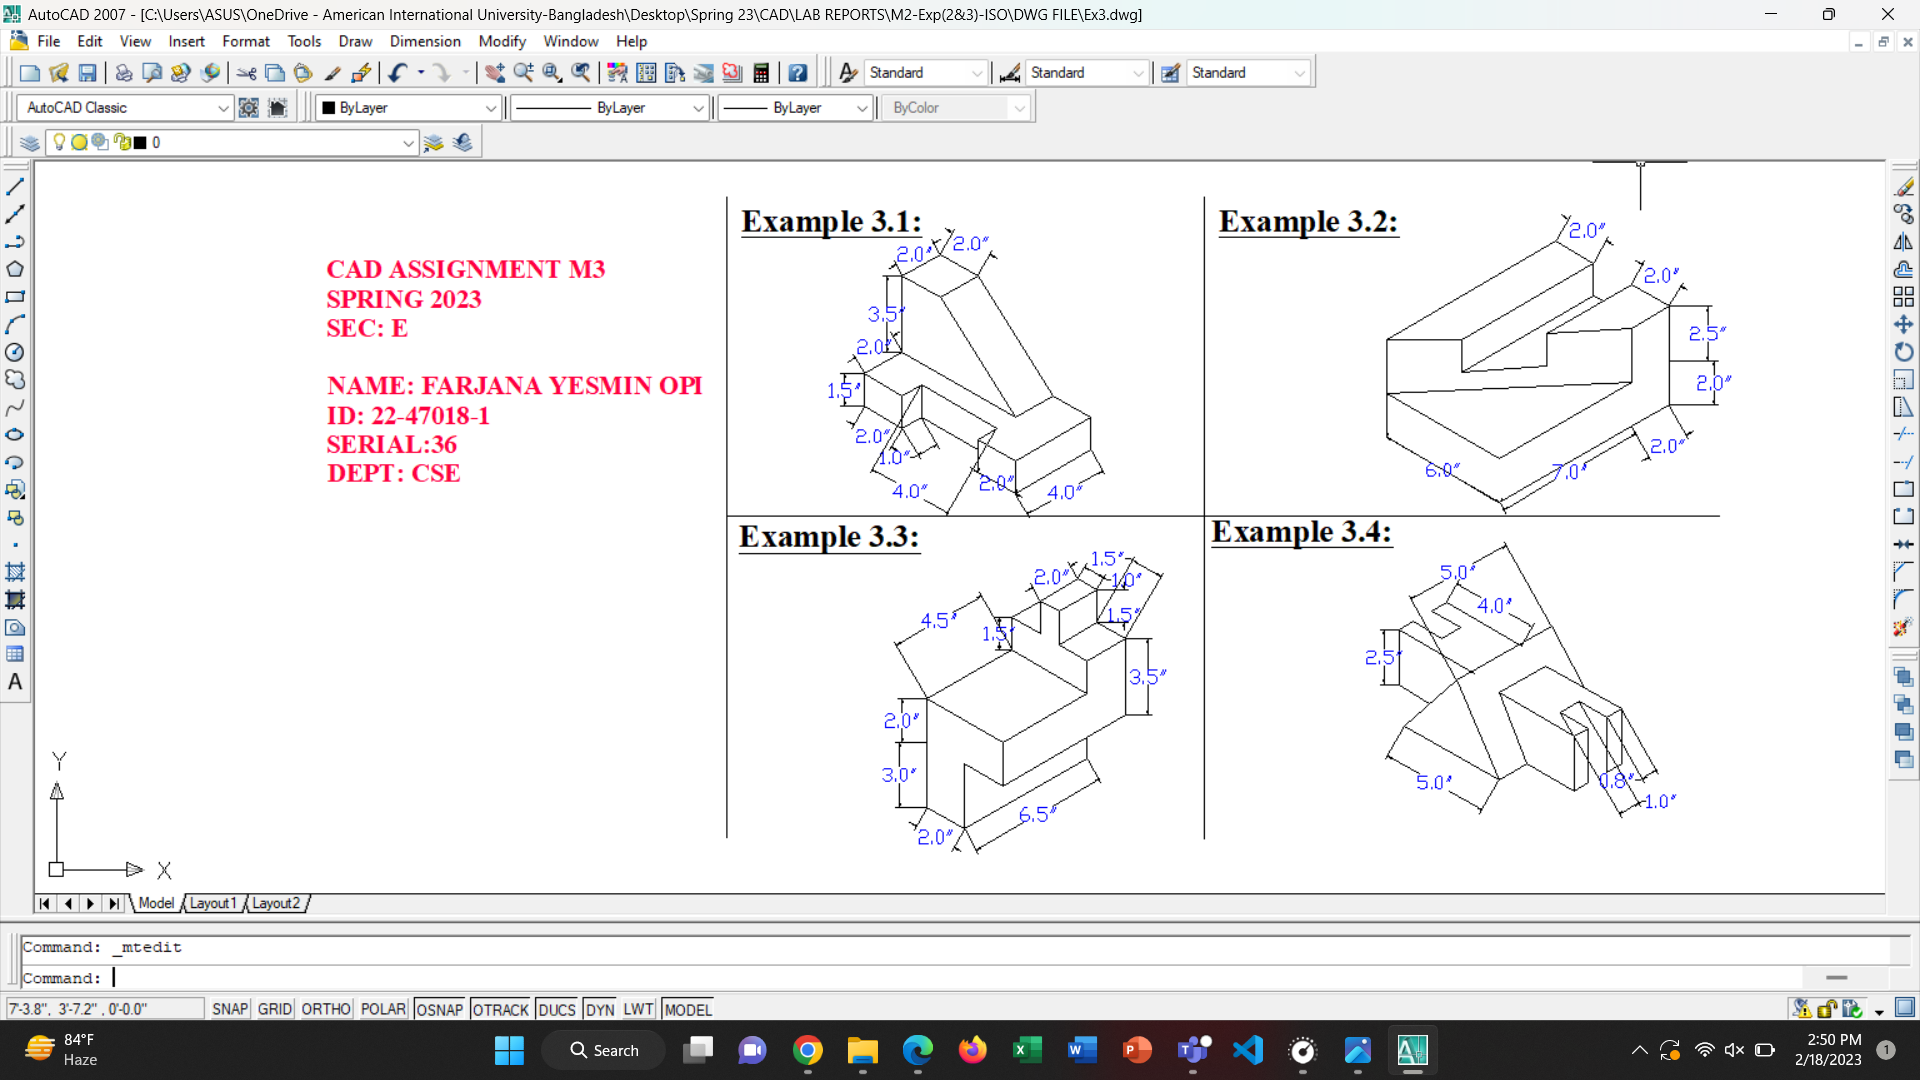 AutoCAD 2007 - [C:\Users\ASUS\OneDrive - American International University-Bangladesh\Desktop\Spring 23\CAD\LAB REPORTS\M2-Exp(2&3)-ISO\DWG FILE\Ex3.dwg]
File Edit View Insert Format Tools Draw Dimension Modify Window Help
Standard Standard Standard
AutoCAD Classic ByLayer ByLayer ByLayer ByColor
0
CAD ASSIGNMENT M3
SPRING 2023
SEC: E
NAME: FARJANA YESMIN OPI
ID: 22-47018-1
SERIAL:36
DEPT: CSE
Example 3.1:
2.0" 2.0"
3.5"
2.0"
1.5"
2.0"
1.0"
4.0" 2.0" 4.0"
Example 3.2:
2.0"
2.0"
2.5"
2.0"
2.0"
6.0" 7.0"
Example 3.3:
1.5"
2.0" 1.0"
4.5" 1.5" 1.5"
3.5"
2.0"
3.0"
6.5"
2.0"
Example 3.4:
5.0"
4.0"
2.5"
5.0" 0.8"
1.0"
Y
X
Model Layout1 Layout2
Command: _mtedit
Command:
7'-3.8", 3'-7.2" , 0'-0.0" SNAP GRID ORTHO POLAR OSNAP OTRACK DUCS DYN LWT MODEL
84°F
Haze
Search
2:50 PM
2/18/2023
1